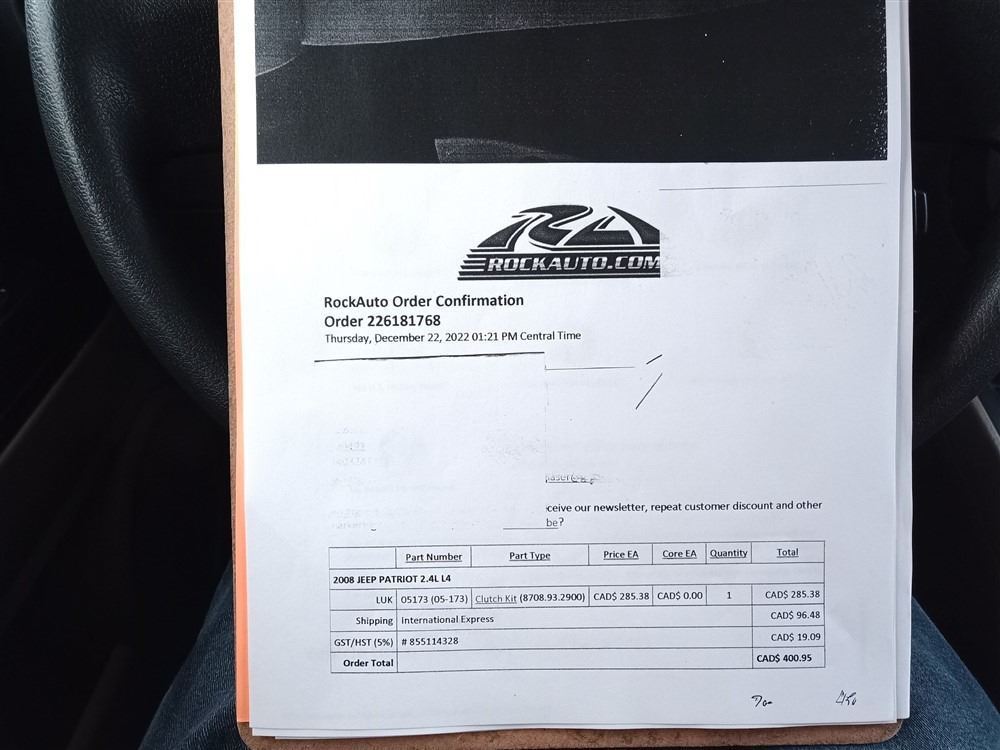 RA
ROCKAUTO.COM
RockAuto Order Confirmation
Order 226181768
Thursday, December 22, 2022 01:21 PM Central Time
ceive our newsletter, repeat customer discount and other
be?
Part Number Part Type Price EA Core EA Quantity Total
2008 JEEP PATRIOT 2.4L L4
LUK 05173 (05-173) Clutch Kit (8708.93.2900) CAD$ 285.38 CAD$ 0.00 1 CAD$ 285.38
Shipping International Express CAD$ 96.48
GST/HST (5%) # 855114328 CAD$ 19.09
Order Total CAD$ 400.95